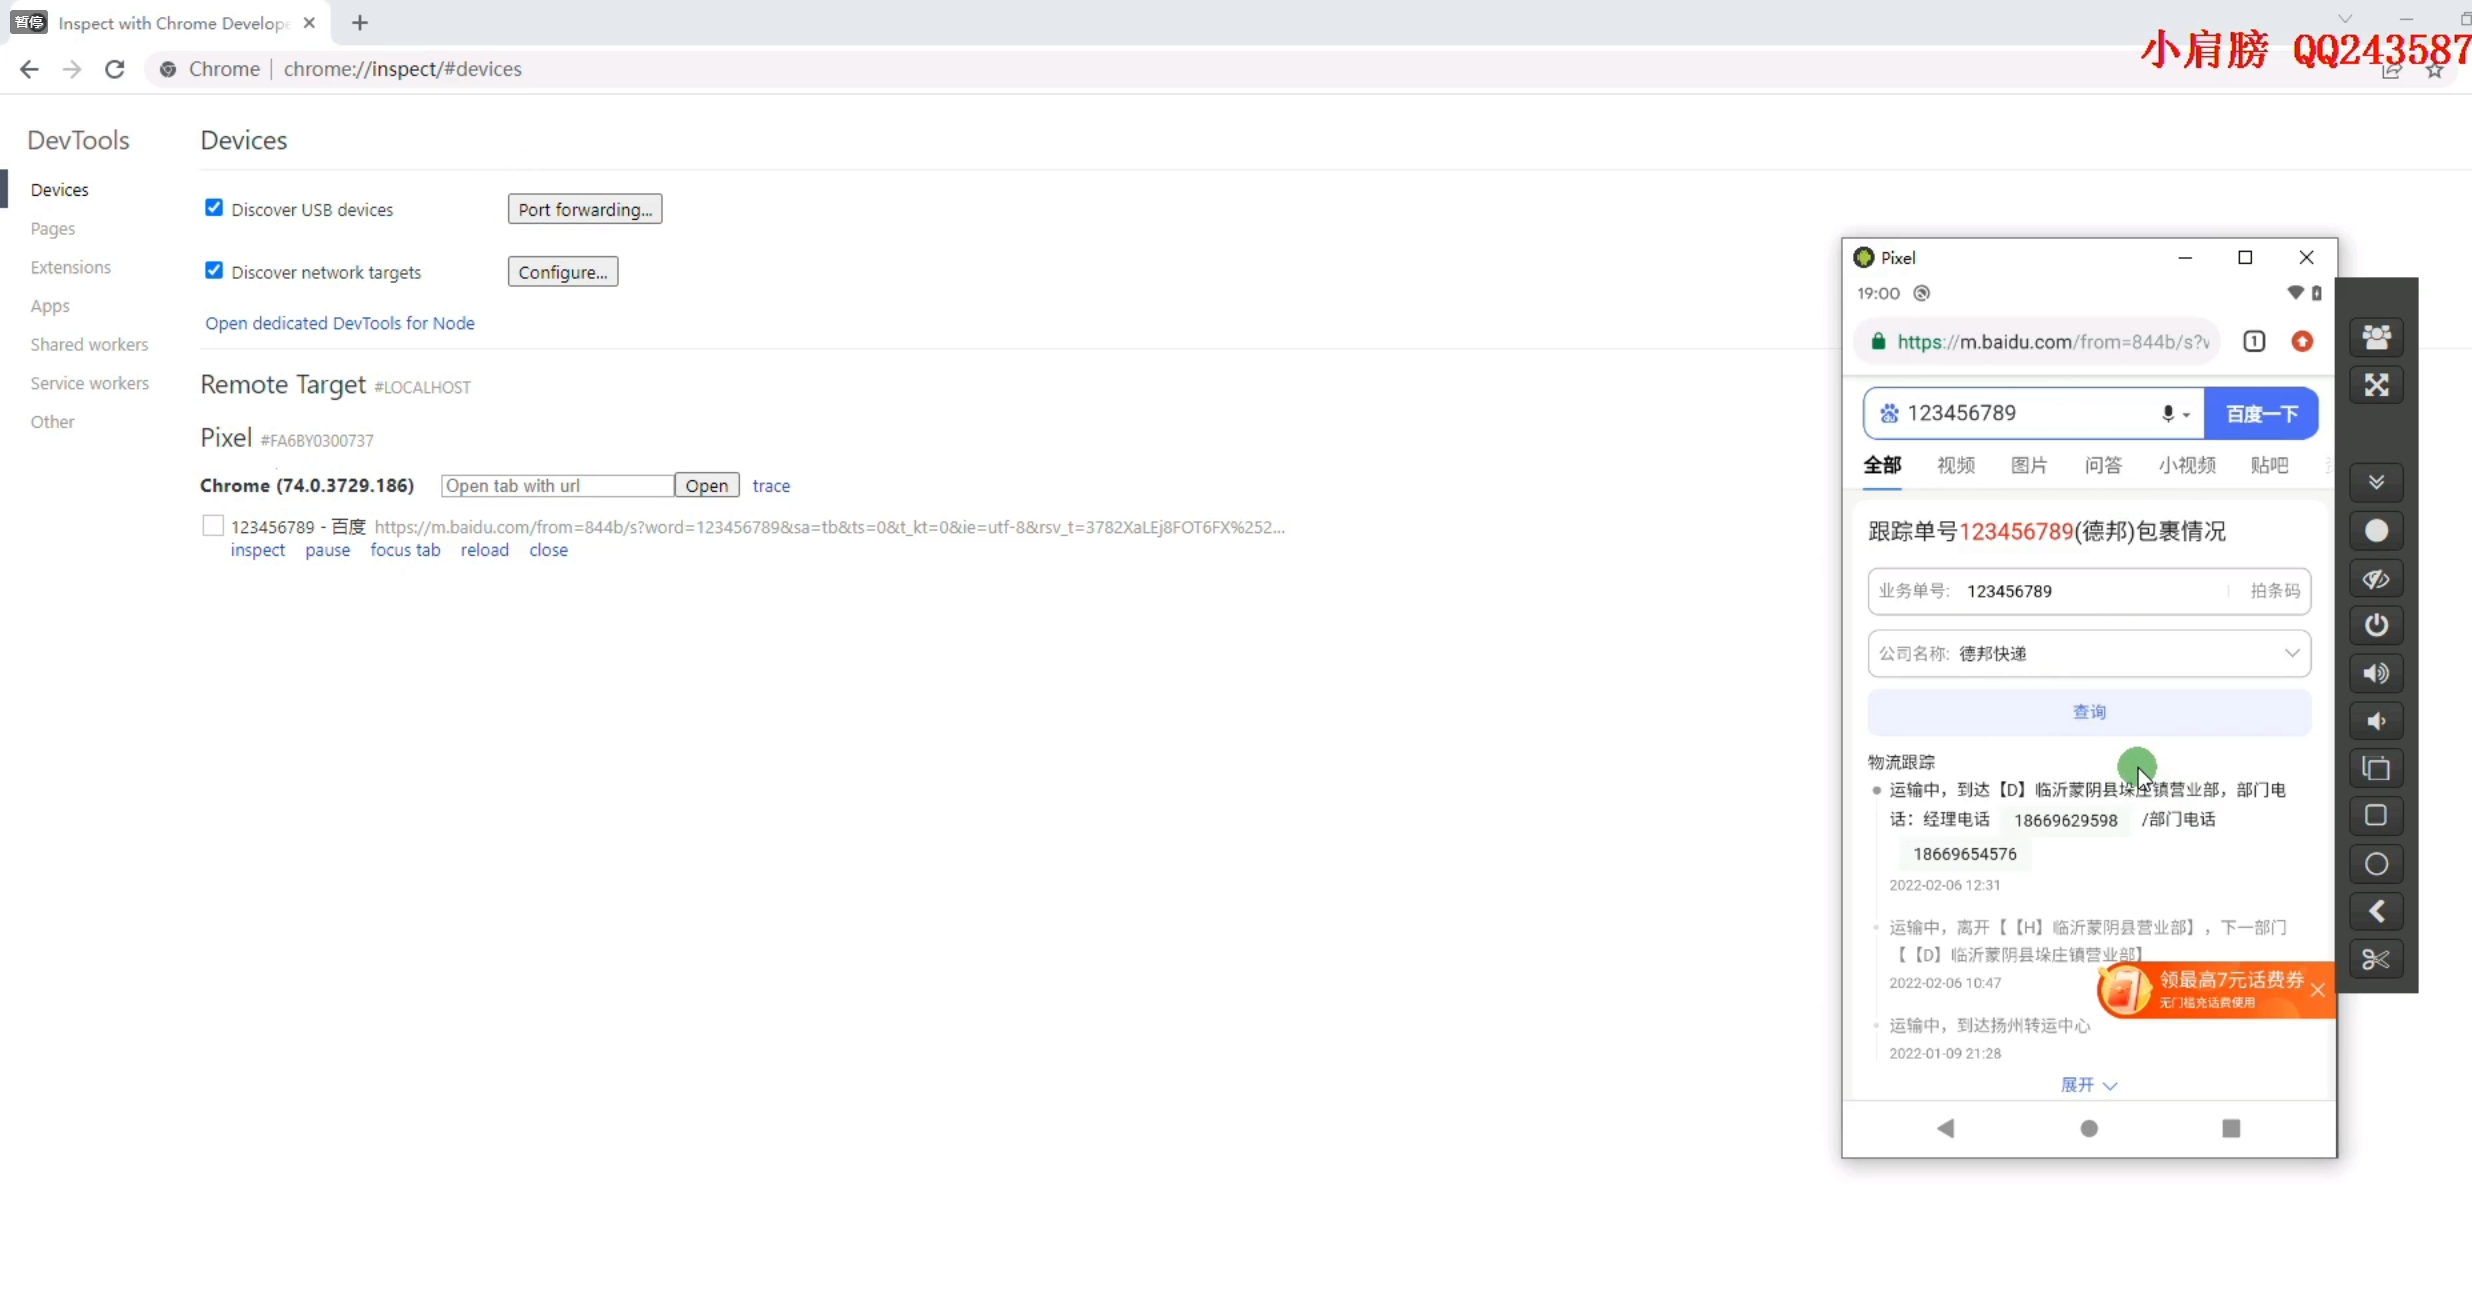 暂停
Inspect with Chrome Develope
小肩膀 QQ243587
Chrome
chrome://inspect/#devices
DevTools
Devices
Pages
Extensions
Apps
Shared workers
Service workers
Other
Devices
Discover USB devices
Port forwarding...
Discover network targets
Configure...
Open dedicated DevTools for Node
Remote Target #LOCALHOST
Pixel #FA6BY0300737
Chrome (74.0.3729.186)
Open tab with url
Open
trace
123456789 - 百度 https://m.baidu.com/from=844b/s?word=123456789&sa=tb&ts=0&t_kt=0&ie=utf-8&rsv_t=3782XaLEj8FOT6FX%252...
inspect pause focus tab reload close
Pixel
19:00
https://m.baidu.com/from=844b/s?w
1
123456789
百度一下
全部 视频 图片 问答 小视频 贴吧
跟踪单号123456789(德邦)包裹情况
业务单号: 123456789 拍条码
公司名称: 德邦快递
查询
物流跟踪
运输中，到达【D】临沂蒙阴县垛庄镇营业部，部门电
话：经理电话 18669629598 /部门电话
18669654576
2022-02-06 12:31
运输中，离开【【H】临沂蒙阴县营业部】，下一部门
【【D】临沂蒙阴县垛庄镇营业部】
2022-02-06 10:47
领最高7元话费券
无门槛充话费使用
运输中，到达扬州转运中心
2022-01-09 21:28
展开